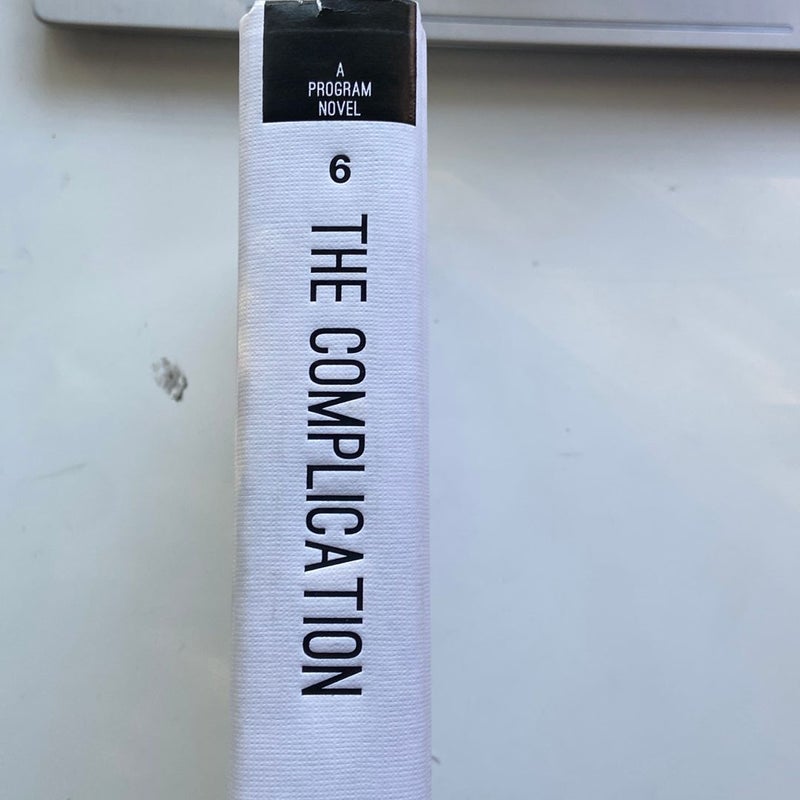 A
PROGRAM
NOVEL
6
THE COMPLICATION